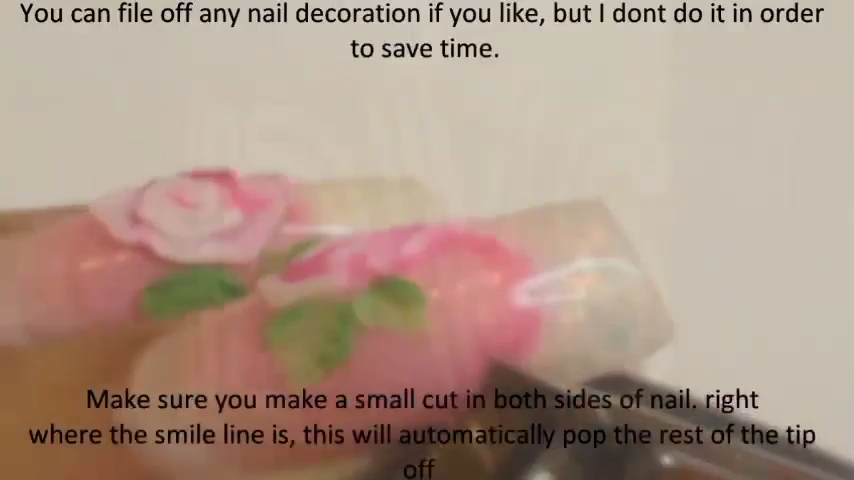 You can file off any nail decoration if you like, but I dont do it in order
to save time.
Make sure you make a small cut in both sides of nail. right
where the smile line is, this will automatically pop the rest of the tip
off